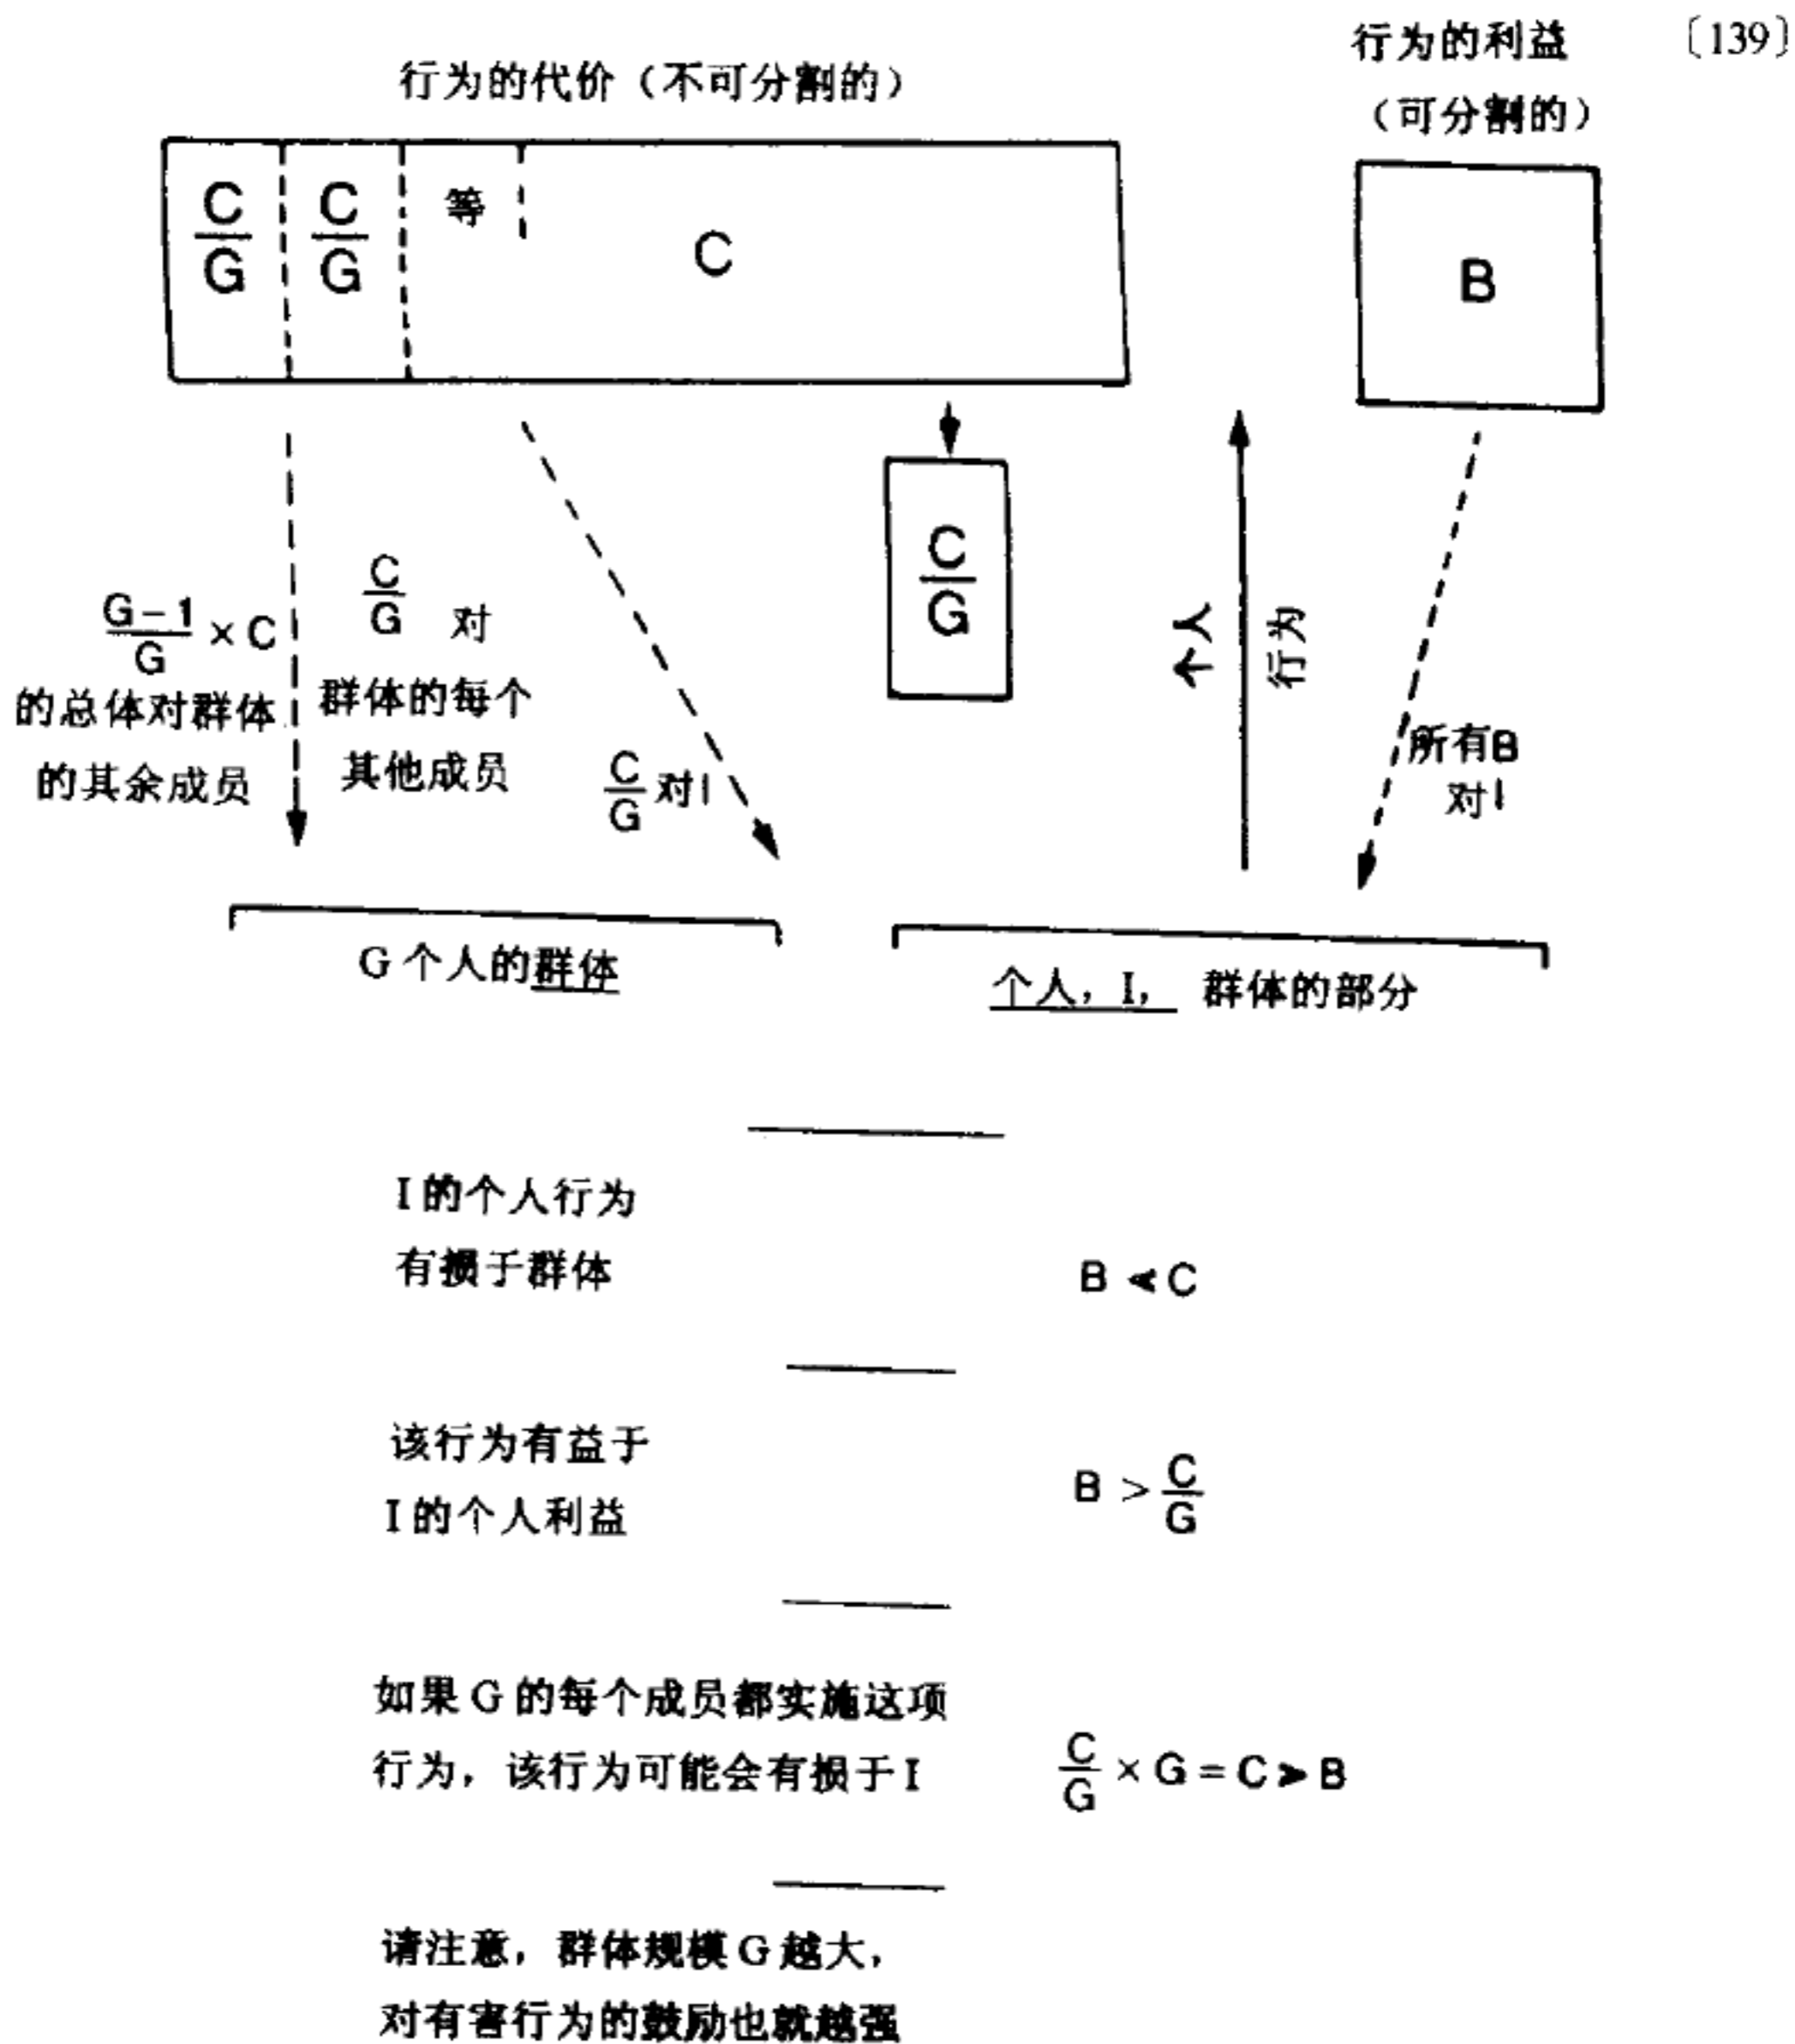 行为的利益 〔139〕
行为的代价（不可分割的）
（可分割的）
C/G C/G 等 C
B
C/G
G－1/G × C
的总体对群体
的其余成员
C/G 对
群体的每个
其他成员
C/G 对I
个人
行为
所有B
对I
G 个人的群体
个人，I， 群体的部分
I 的个人行为
有损于群体
B < C
该行为有益于
I 的个人利益
B > C/G
如果 G 的每个成员都实施这项
行为，该行为可能会有损于 I
C/G × G = C > B
请注意，群体规模 G 越大，
对有害行为的鼓励也就越强